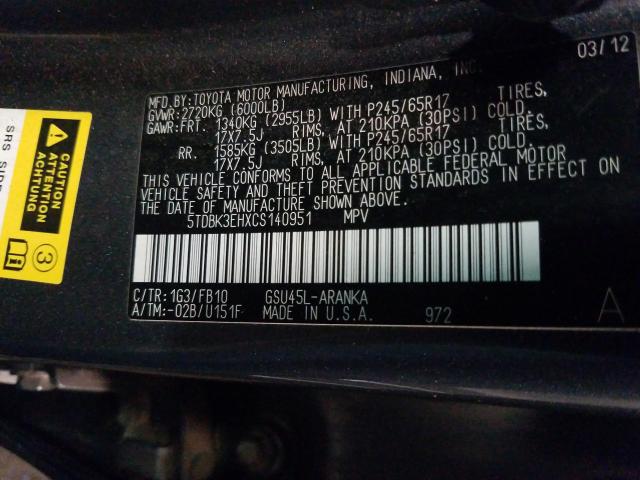 03/12
MFD.BY:TOYOTA MOTOR MANUFACTURING, INDIANA, INC.
GVWR:2720KG (6000LB)
GAWR:FRT. 1340KG (2955LB) WITH P245/65R17 TIRES,
17X7.5J RIMS, AT 210KPA (30PSI) COLD.
RR. 1585KG (3505LB) WITH P245/65R17 TIRES,
17X7.5J RIMS, AT 210KPA (30PSI) COLD.
THIS VEHICLE CONFORMS TO ALL APPLICABLE FEDERAL MOTOR
VEHICLE SAFETY AND THEFT PREVENTION STANDARDS IN EFFECT ON
THE DATE OF MANUFACTURE SHOWN ABOVE.
5TDBK3EHXCS140951 MPV
C/TR:1G3/FB10 GSU45L-ARANKA
A/TM:-02B/U151F MADE IN U.S.A. 972
A
CAUTION
ATTENTION
ACHTUNG
3
i
SRS